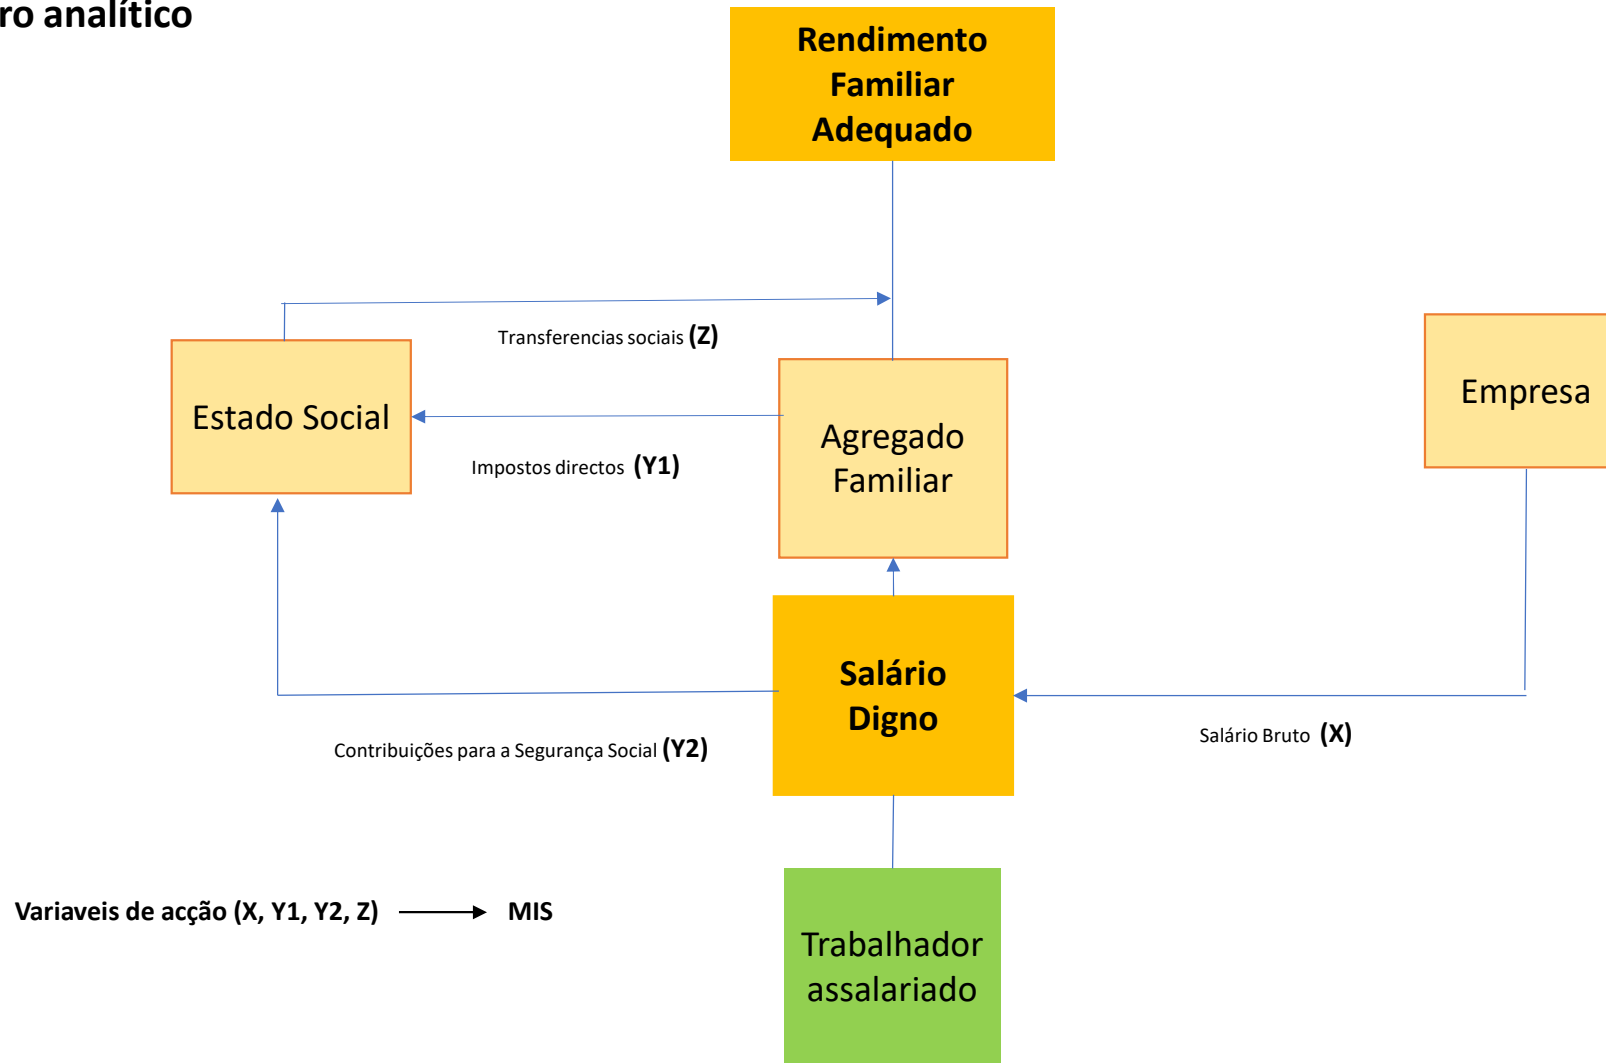 ro analítico
Rendimento
Familiar
Adequado
Transferencias sociais (Z)
Estado Social
Empresa
Agregado
Familiar
Impostos directos (Y1)
Salário
Digno
Contribuições para a Segurança Social (Y2)
Salário Bruto (X)
Variaveis de acção (X, Y1, Y2, Z) → MIS
Trabalhador
assalariado